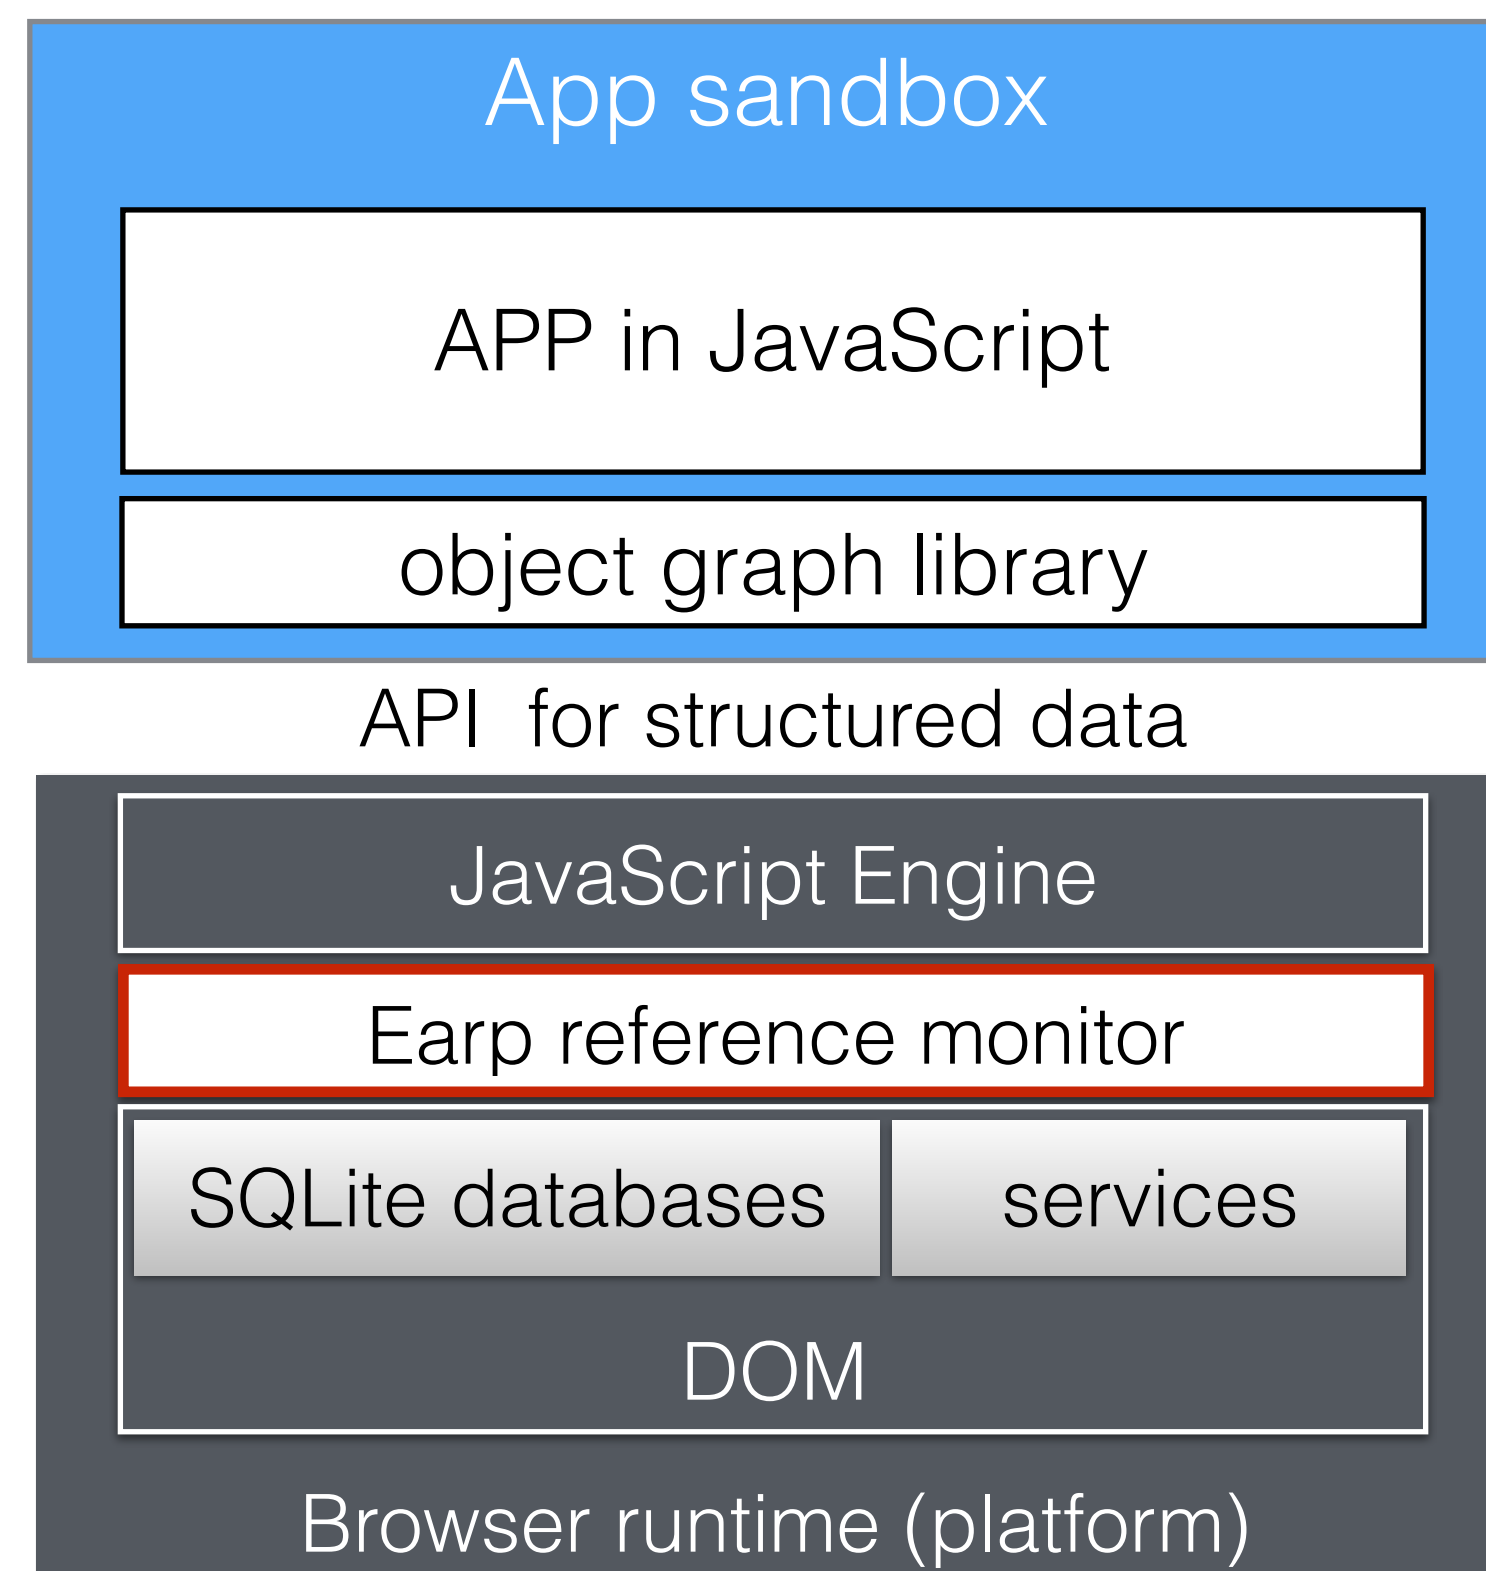 App sandbox
APP in JavaScript
object graph library
API for structured data
JavaScript Engine
Earp reference monitor
SQLite databases services
DOM
Browser runtime (platform)